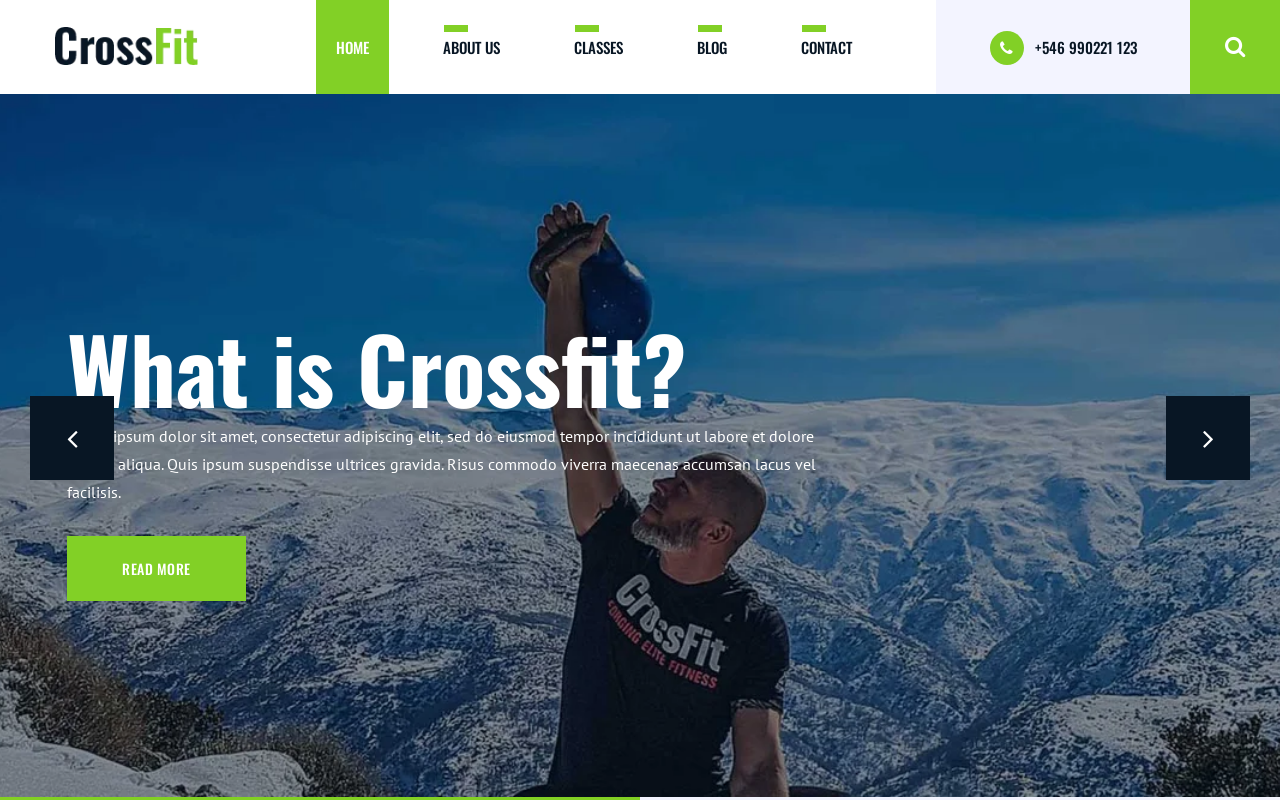 CrossFit
HOME
ABOUT US
CLASSES
BLOG
CONTACT
+546 990221 123
What is Crossfit?
ipsum dolor sit amet, consectetur adipiscing elit, sed do eiusmod tempor incididunt ut labore et dolore
aliqua. Quis ipsum suspendisse ultrices gravida. Risus commodo viverra maecenas accumsan lacus vel
facilisis.
READ MORE
CrossFit
FORGING ELITE FITNESS